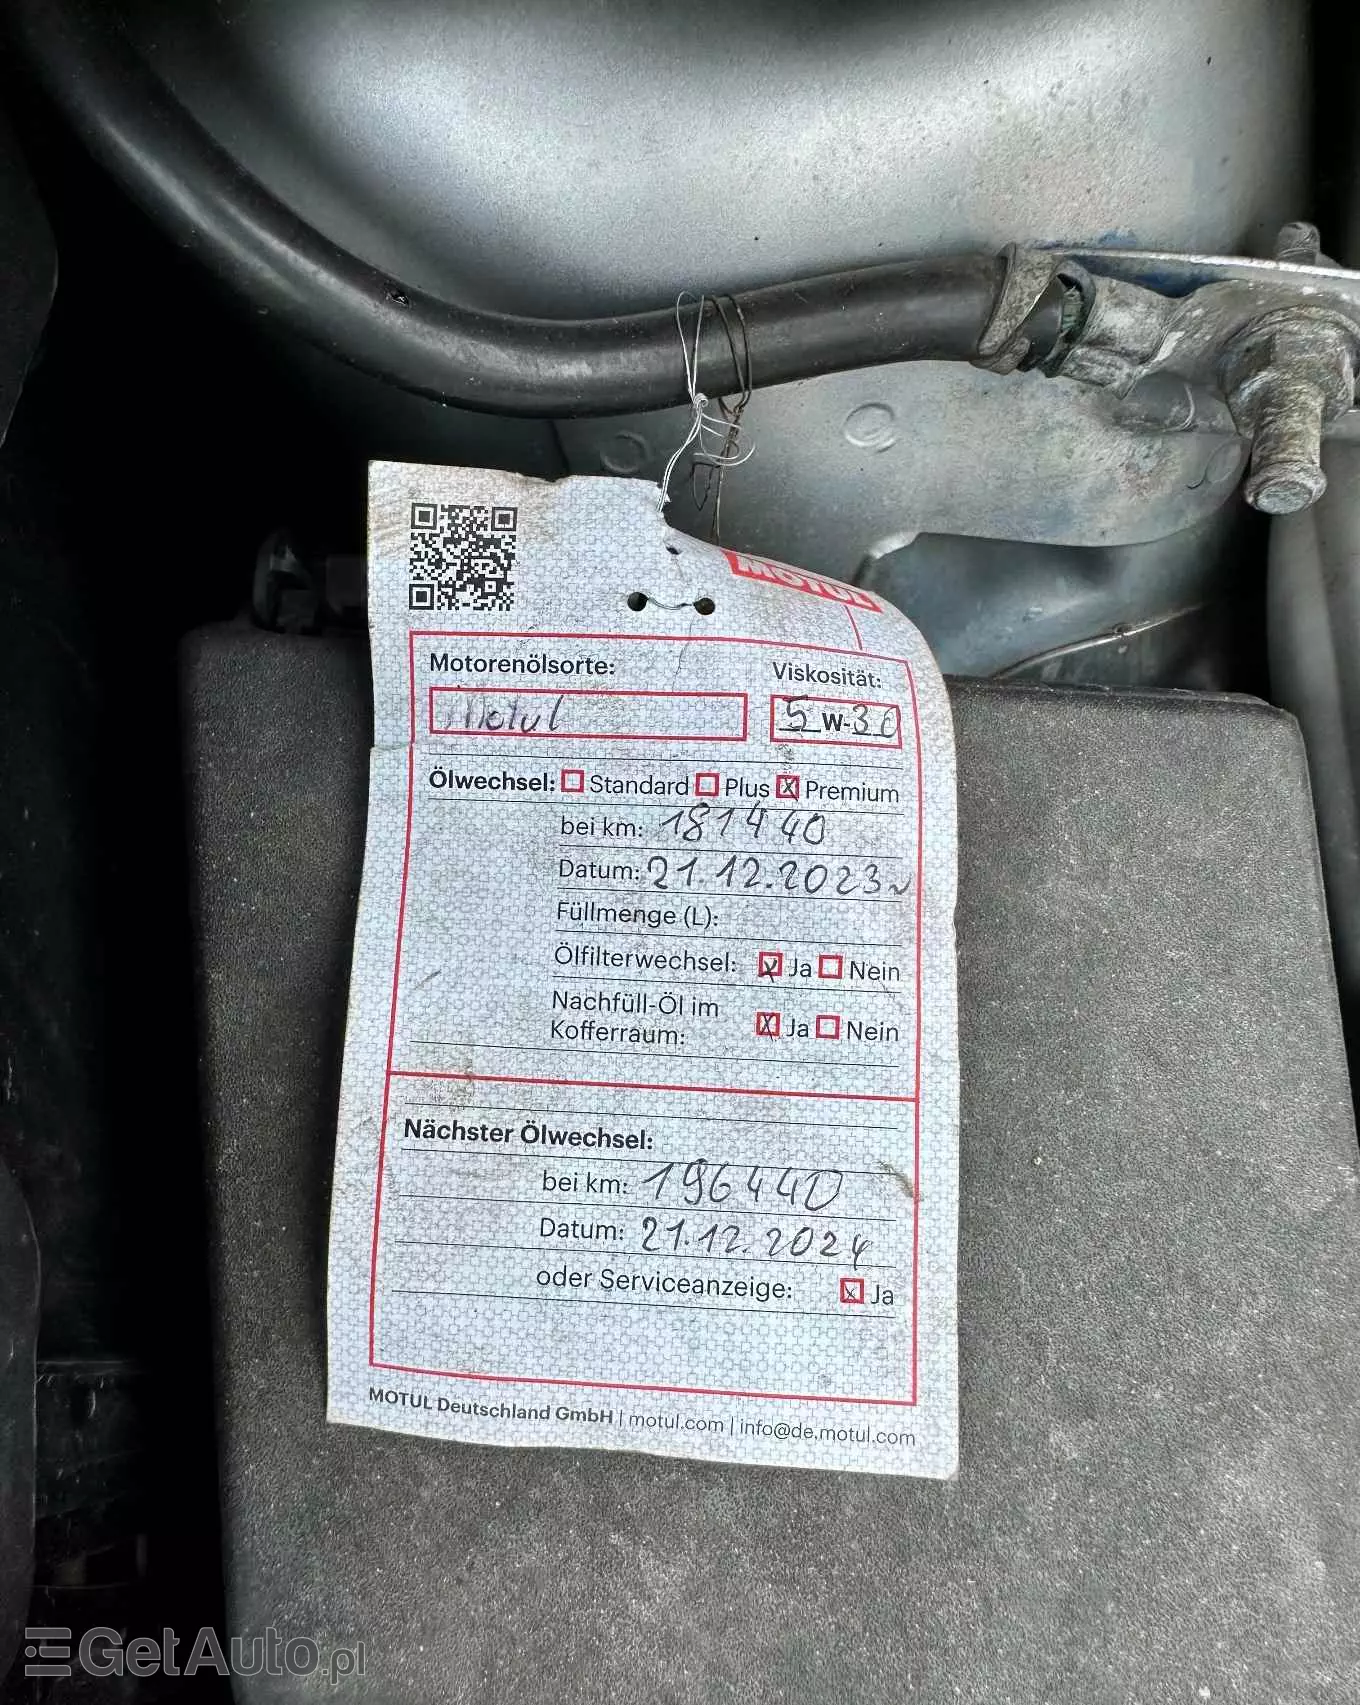 MOTUL
Motorenölsorte: Viskosität:
Motul 5 W-30
Ölwechsel: Standard Plus X Premium
bei km: 181440
Datum: 21.12.2023
Füllmenge (L):
Ölfilterwechsel: X Ja Nein
Nachfüll-Öl im
Kofferraum: X Ja Nein
Nächster Ölwechsel:
bei km: 196440
Datum: 21.12.2024
oder Serviceanzeige: X Ja
MOTUL Deutschland GmbH | motul.com | info@de.motul.com
GetAuto.pl